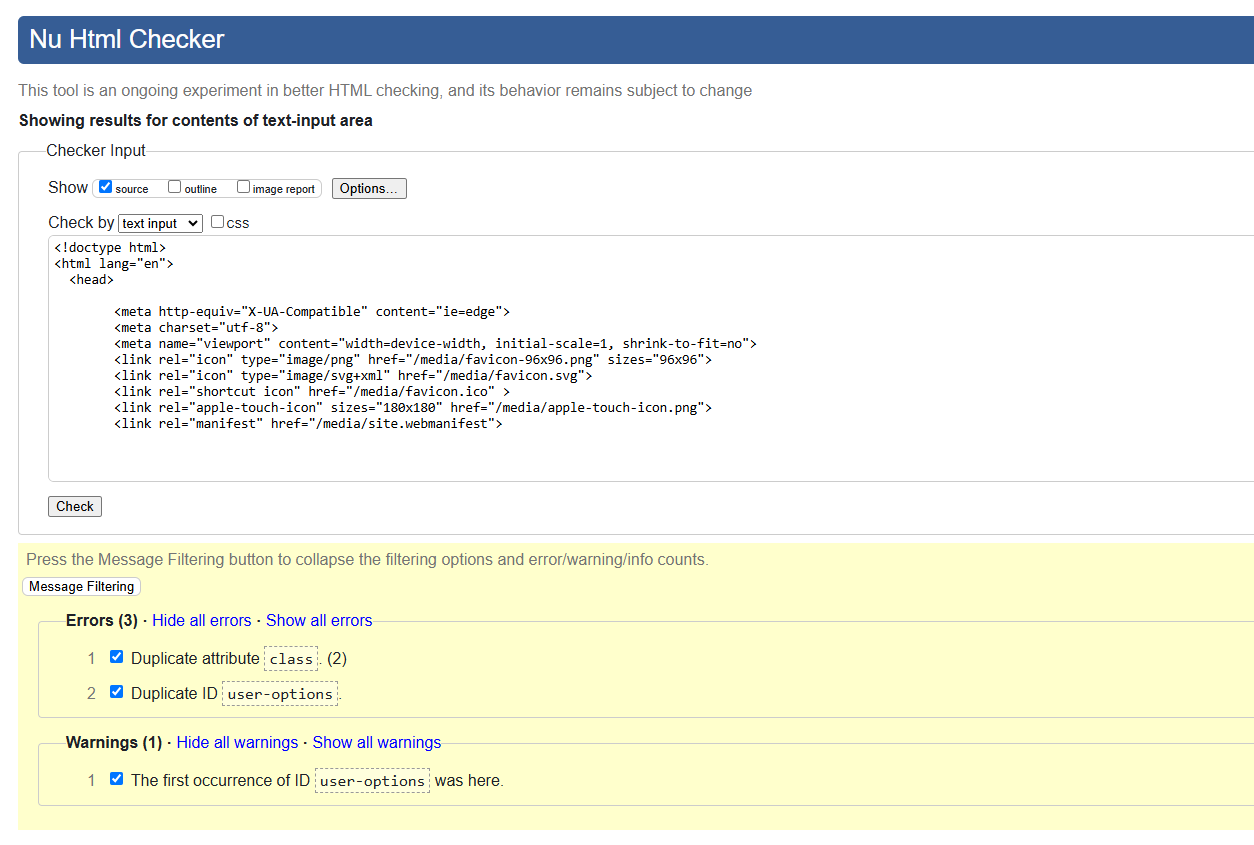 Nu Html Checker
This tool is an ongoing experiment in better HTML checking, and its behavior remains subject to change
Showing results for contents of text-input area
Checker Input
Show source outline image report Options...
Check by text input css
<!doctype html>
<html lang="en">
  <head>
        <meta http-equiv="X-UA-Compatible" content="ie=edge">
        <meta charset="utf-8">
        <meta name="viewport" content="width=device-width, initial-scale=1, shrink-to-fit=no">
        <link rel="icon" type="image/png" href="/media/favicon-96x96.png" sizes="96x96">
        <link rel="icon" type="image/svg+xml" href="/media/favicon.svg">
        <link rel="shortcut icon" href="/media/favicon.ico" >
        <link rel="apple-touch-icon" sizes="180x180" href="/media/apple-touch-icon.png">
        <link rel="manifest" href="/media/site.webmanifest">
Check
Press the Message Filtering button to collapse the filtering options and error/warning/info counts.
Message Filtering
Errors (3) · Hide all errors · Show all errors
1 Duplicate attribute class. (2)
2 Duplicate ID user-options.
Warnings (1) · Hide all warnings · Show all warnings
1 The first occurrence of ID user-options was here.